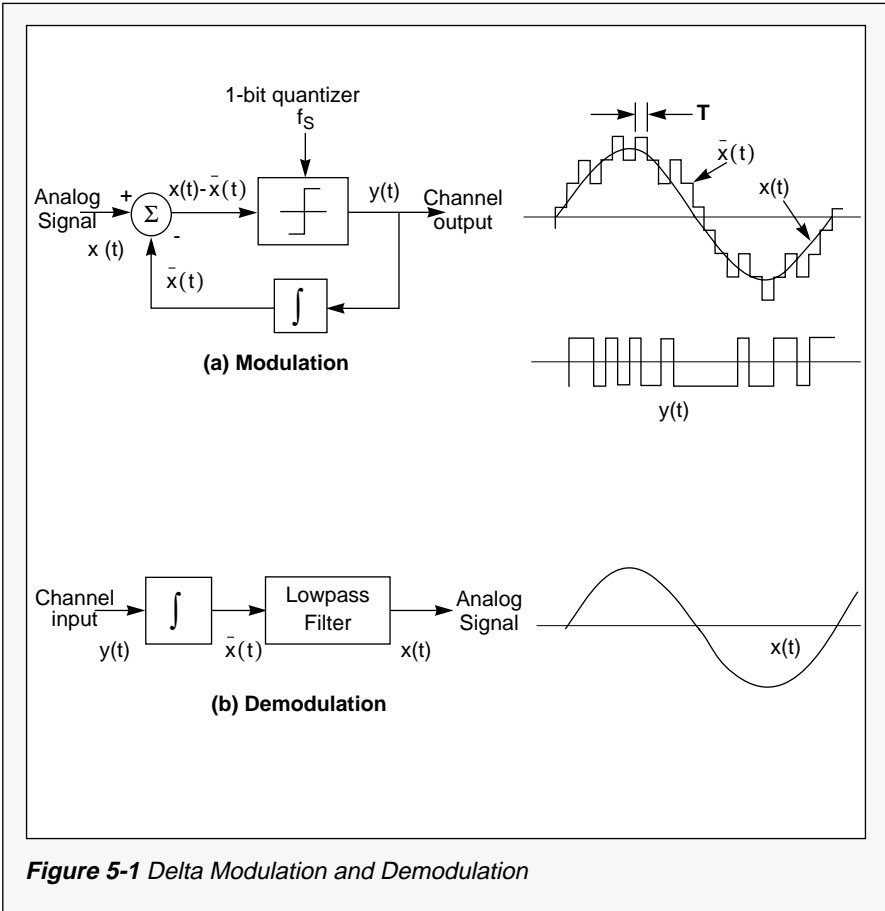 1-bit quantizer
fS
T
x̄(t)
x(t)
Analog
Signal
x (t)
+
Σ
-
x(t)-x̄(t)
y(t)
Channel
output
x̄(t)
∫
(a) Modulation
y(t)
Channel
input
y(t)
∫
x̄(t)
Lowpass
Filter
x(t)
Analog
Signal
x(t)
(b) Demodulation
Figure 5-1 Delta Modulation and Demodulation